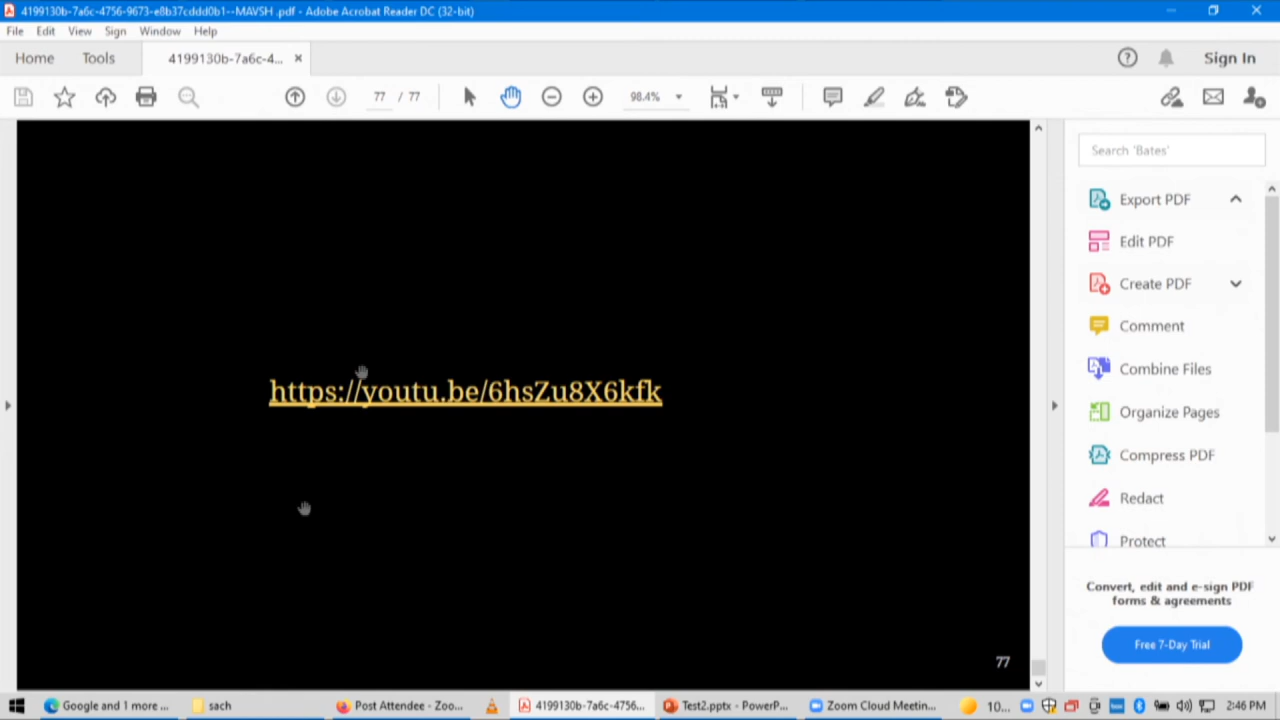 4199130b-7a6c-4756-9673-e8b37cddd0b1--MAVSH .pdf - Adobe Acrobat Reader DC (32-bit)
File Edit View Sign Window Help
Home Tools 4199130b-7a6c-4... Sign In
77 / 77 98.4%
Search 'Bates'
Export PDF
Edit PDF
Create PDF
Comment
Combine Files
Organize Pages
Compress PDF
Redact
Protect
https://youtu.be/6hsZu8X6kfk
77
Convert, edit and e-sign PDF
forms & agreements
Free 7-Day Trial
Google and 1 more ... sach Post Attendee - Zoo... 4199130b-7a6c-4756... Test2.pptx - PowerP... Zoom Cloud Meetin... 10... 2:46 PM